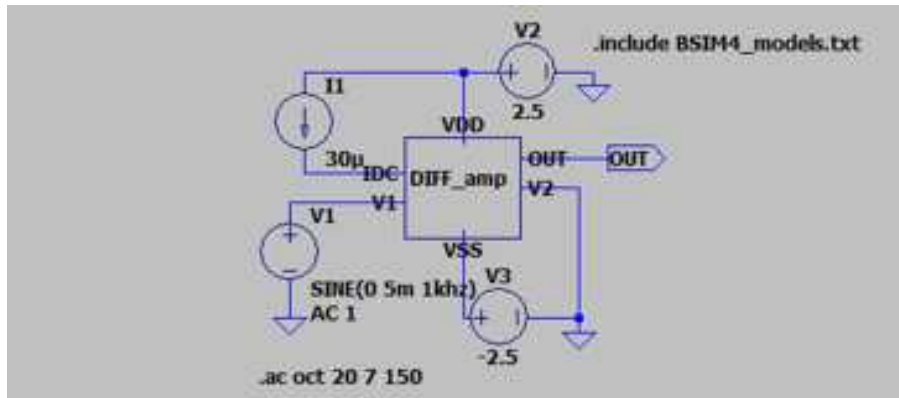 V2
.include BSIM4_models.txt
I1
2.5
VDD
30µ
IDC
DIFF_amp
OUT
OUT
V1
V2
V1
VSS
V3
SINE(0 5m 1khz)
AC 1
-2.5
.ac oct 20 7 150